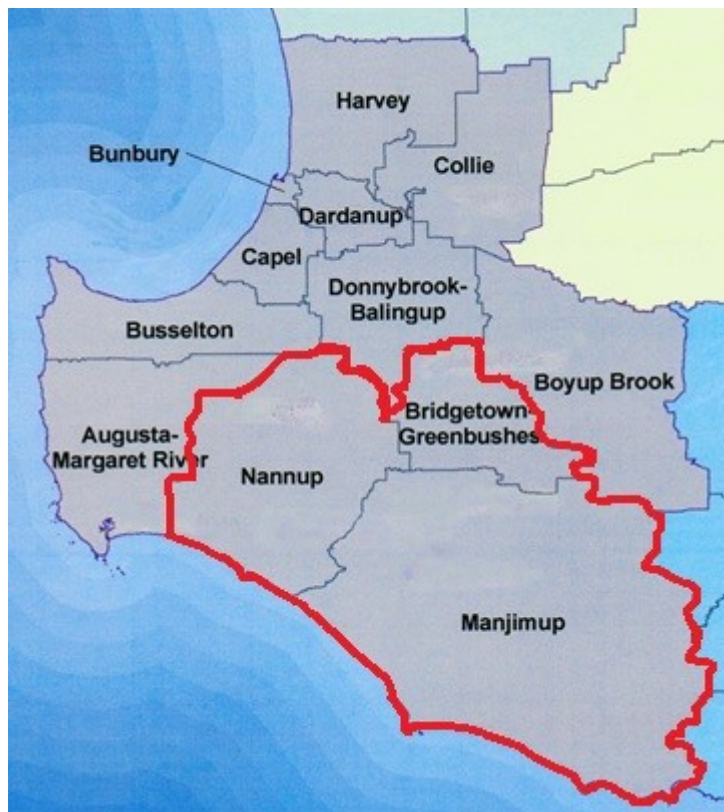 Harvey
Bunbury
Collie
Dardanup
Capel
Donnybrook-
Balingup
Busselton
Boyup Brook
Bridgetown-
Greenbushes
Augusta-
Margaret River
Nannup
Manjimup